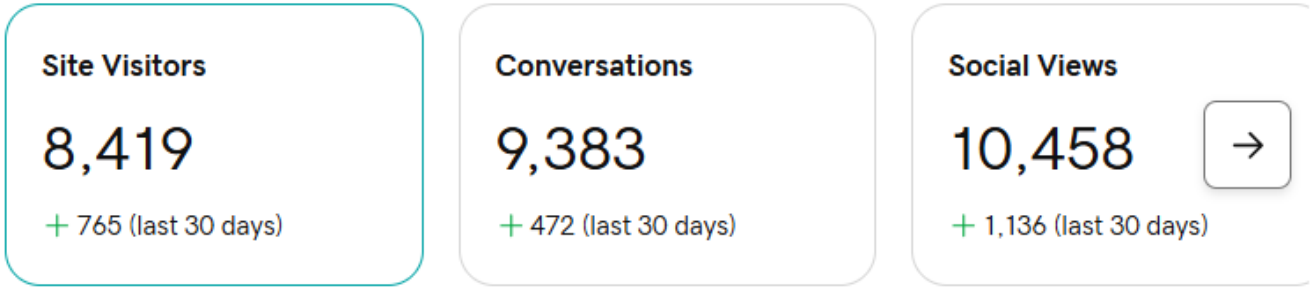 Site Visitors
8,419
+ 765 (last 30 days)
Conversations
9,383
+ 472 (last 30 days)
Social Views
10,458
+ 1,136 (last 30 days)